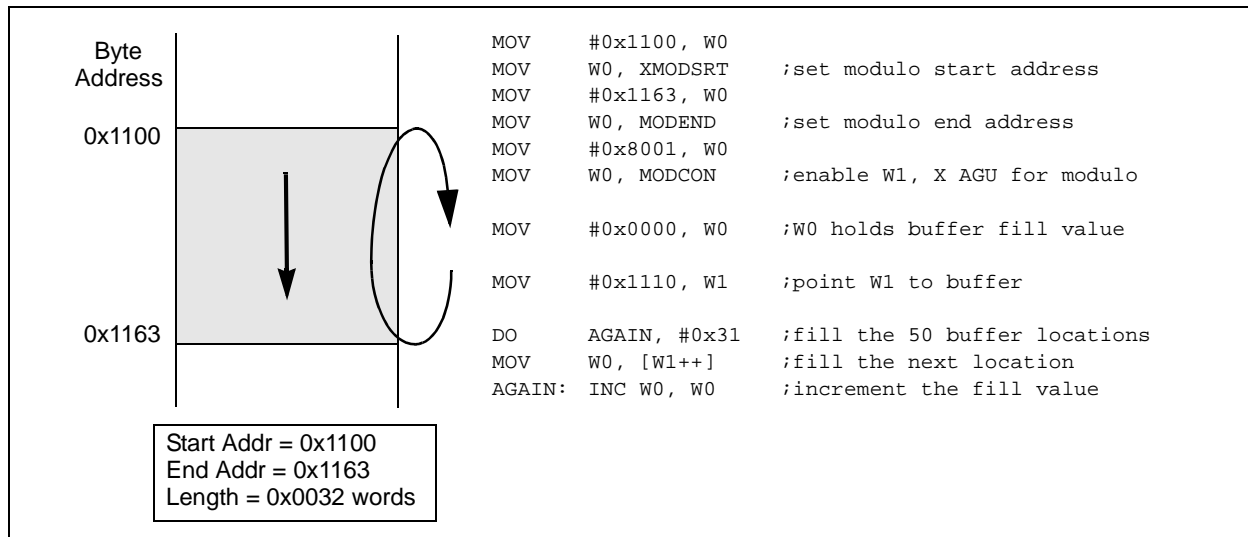 Byte
Address
0x1100
0x1163
Start Addr = 0x1100
End Addr = 0x1163
Length = 0x0032 words
MOV #0x1100, W0
MOV W0, XMODSRT ;set modulo start address
MOV #0x1163, W0
MOV W0, MODEND ;set modulo end address
MOV #0x8001, W0
MOV W0, MODCON ;enable W1, X AGU for modulo
MOV #0x0000, W0 ;W0 holds buffer fill value
MOV #0x1110, W1 ;point W1 to buffer
DO AGAIN, #0x31 ;fill the 50 buffer locations
MOV W0, [W1++] ;fill the next location
AGAIN: INC W0, W0 ;increment the fill value